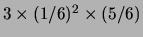 3 × (1/6)² × (5/6)